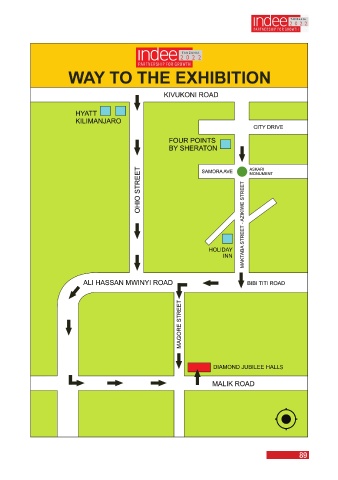 indee
TANZANIA
2022
PARTNERSHIP FOR GROWTH
indee
TANZANIA
2022
PARTNERSHIP FOR GROWTH
WAY TO THE EXHIBITION
KIVUKONI ROAD
HYATT
KILIMANJARO
CITY DRIVE
FOUR POINTS
BY SHERATON
SAMORA AVE
ASKARI
MONUMENT
OHIO STREET
MAKTABA STREET - AZIKIWE STREET
HOLIDAY
INN
ALI HASSAN MWINYI ROAD
BIBI TITI ROAD
MAGORE STREET
DIAMOND JUBILEE HALLS
MALIK ROAD
89